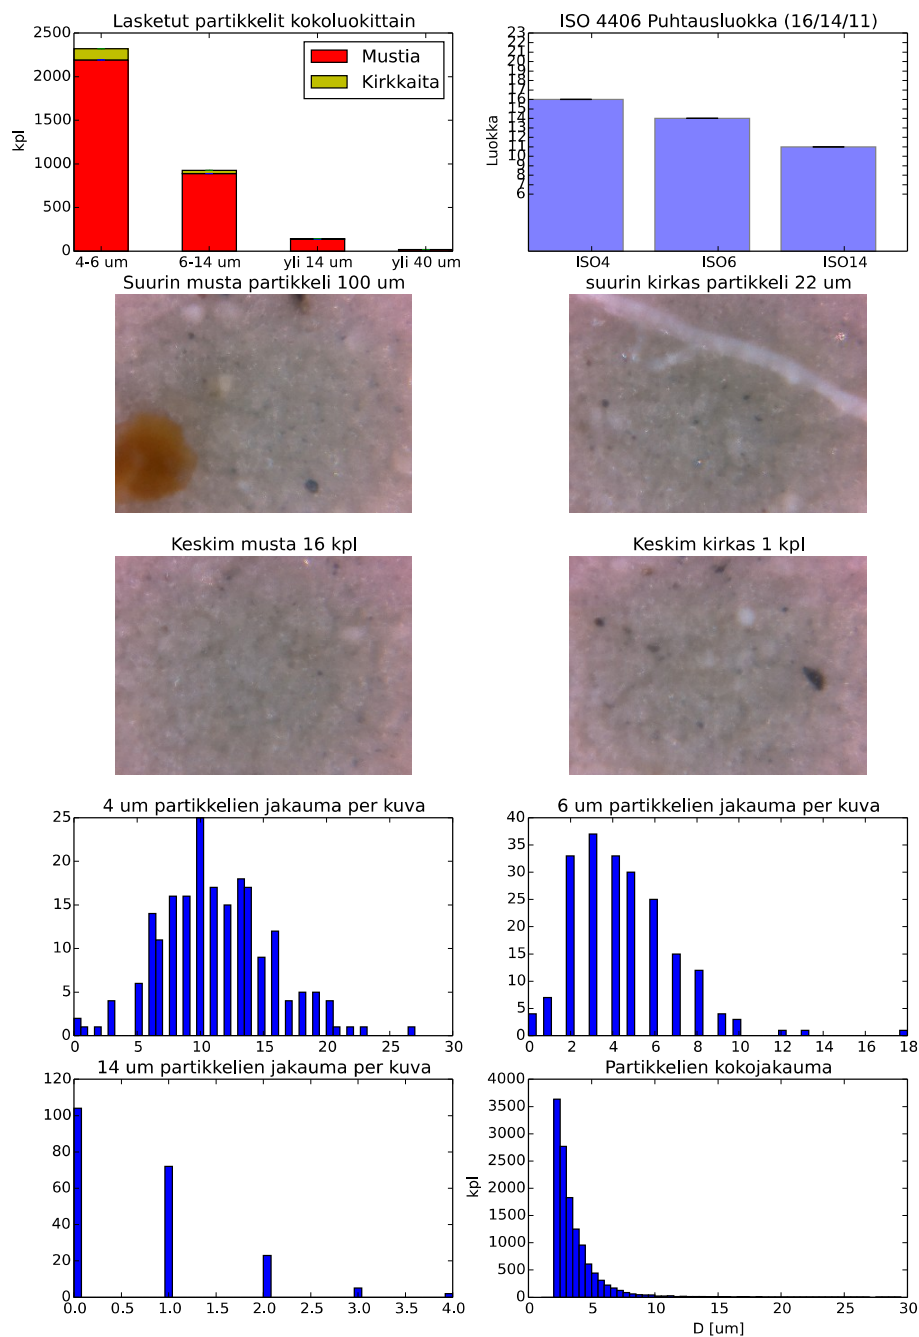 Lasketut partikkelit kokoluokittain
2500
2000
1500
1000
500
0
kpl
Mustia
Kirkkaita
4-6 um
6-14 um
yli 14 um
yli 40 um
ISO 4406 Puhtausluokka (16/14/11)
23
22
21
20
19
18
17
16
15
14
13
12
11
10
9
8
7
6
Luokka
ISO4
ISO6
ISO14
Suurin musta partikkeli 100 um
suurin kirkas partikkeli 22 um
Keskim musta 16 kpl
Keskim kirkas 1 kpl
4 um partikkelien jakauma per kuva
25
20
15
10
5
0
0 5 10 15 20 25 30
6 um partikkelien jakauma per kuva
40
35
30
25
20
15
10
5
0
0 2 4 6 8 10 12 14 16 18
14 um partikkelien jakauma per kuva
120
100
80
60
40
20
0
0.0 0.5 1.0 1.5 2.0 2.5 3.0 3.5 4.0
Partikkelien kokojakauma
4000
3500
3000
2500
2000
1500
1000
500
0
kpl
0 5 10 15 20 25 30
D [um]